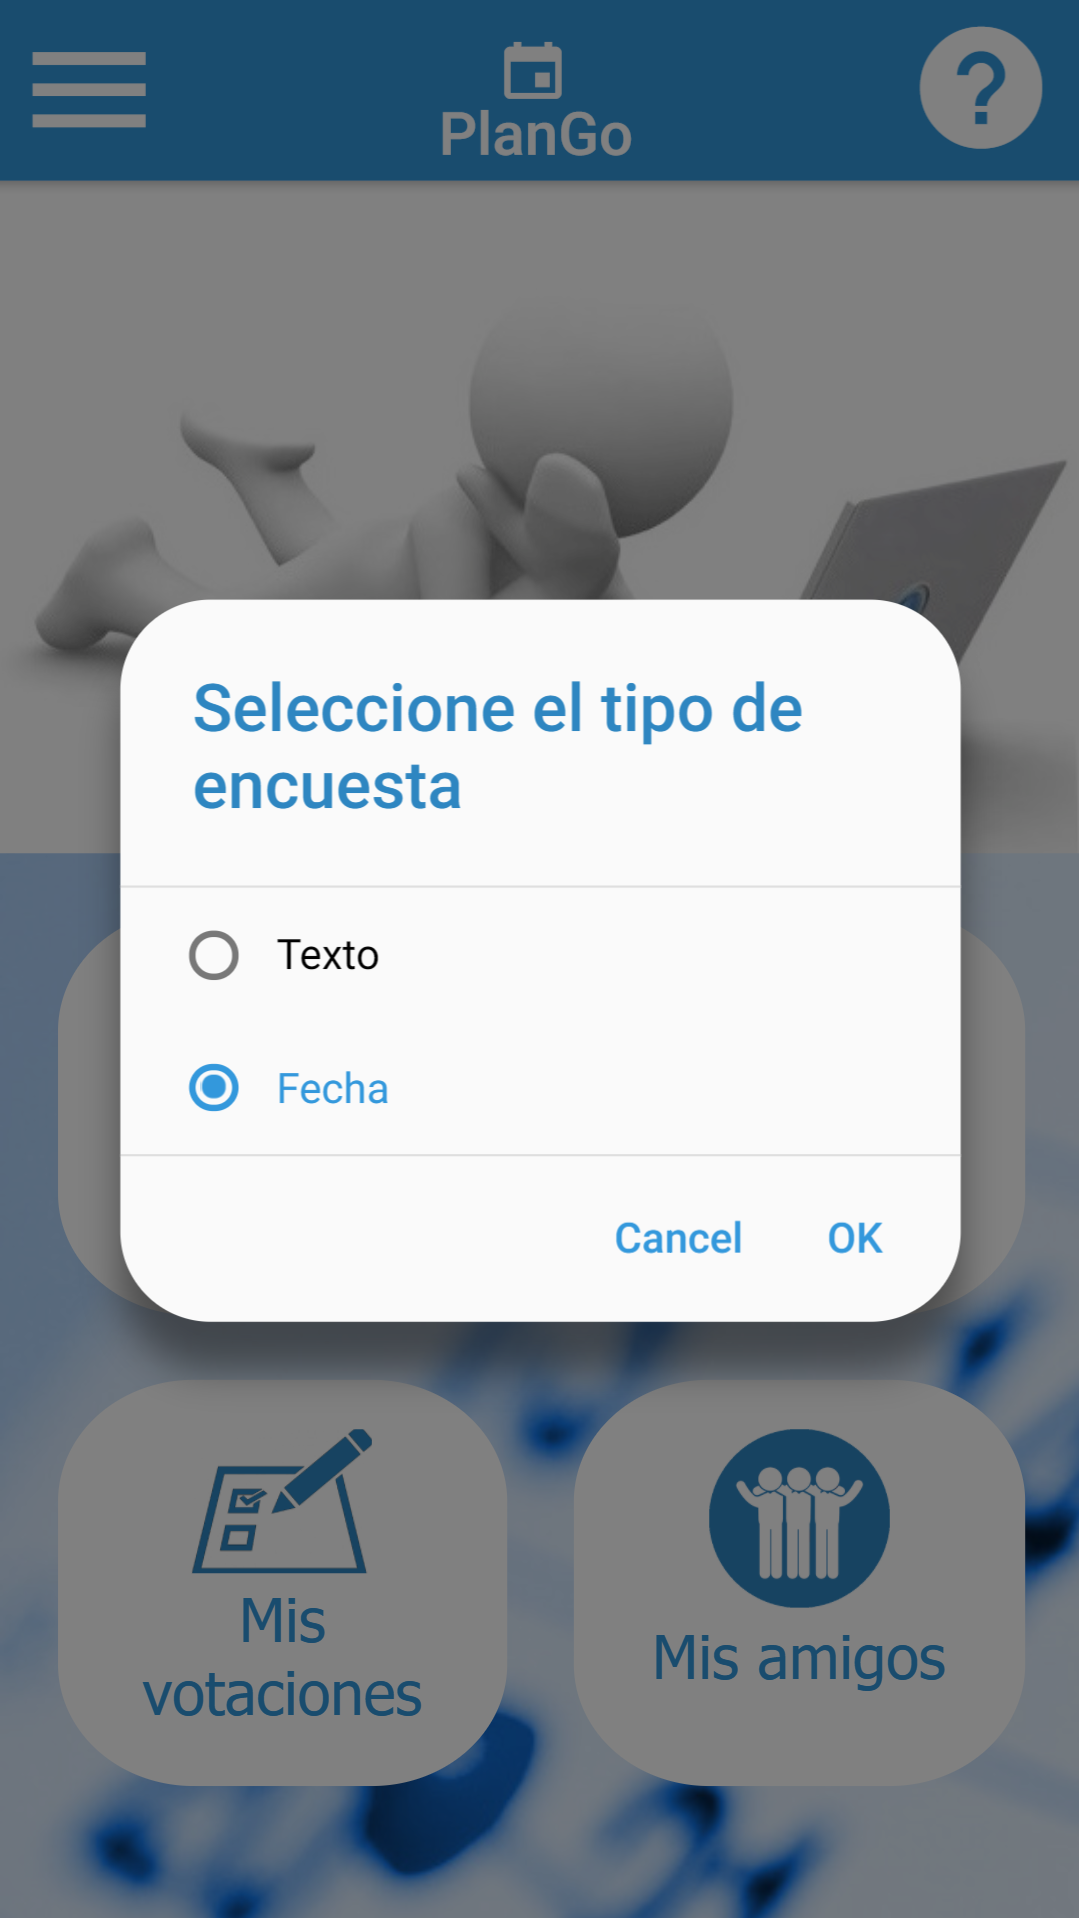 PlanGo
Seleccione el tipo de
encuesta
Texto
Fecha
Cancel
OK
Mis
votaciones
Mis amigos